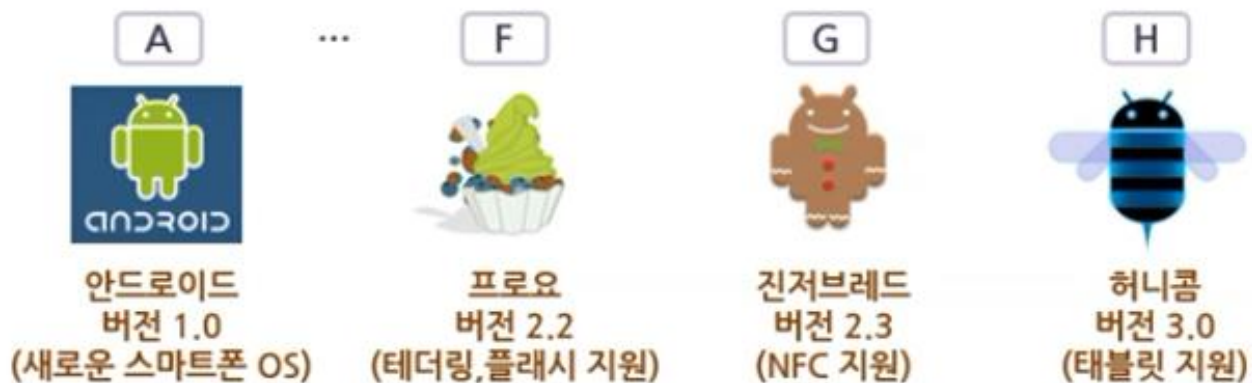 A ... F G H
ANDROID
안드로이드 프로요 진저브레드 허니콤
버전 1.0 버전 2.2 버전 2.3 버전 3.0
(새로운 스마트폰 OS) (테더링,플래시 지원) (NFC 지원) (태블릿 지원)